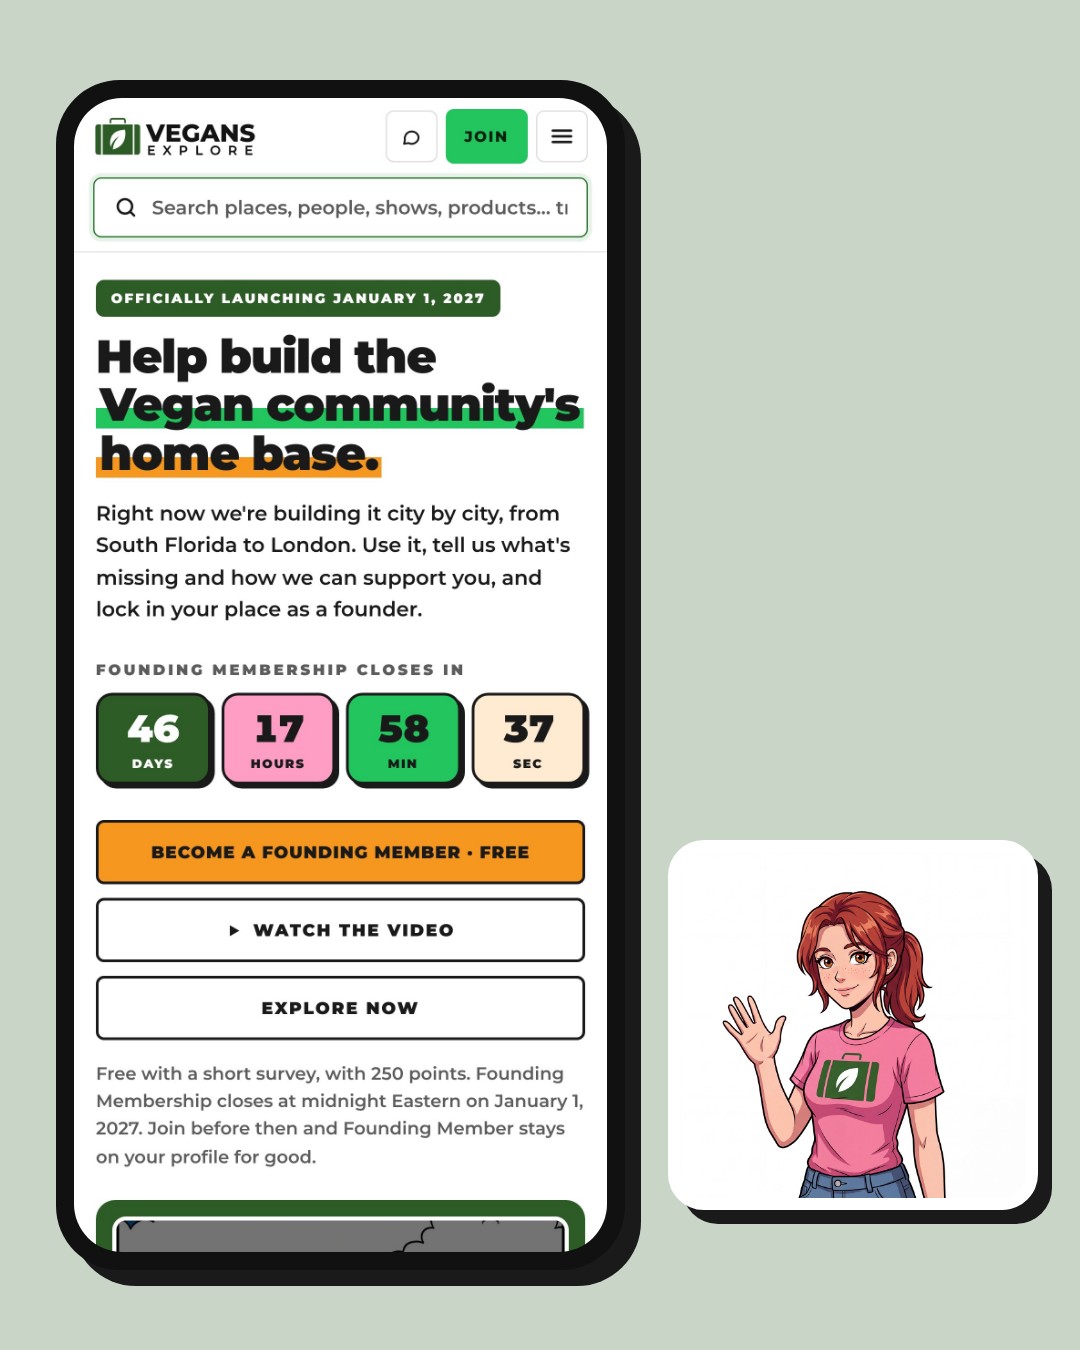 VEGANS
EXPLORE
JOIN
Search places, people, shows, products... tr
OFFICIALLY LAUNCHING JANUARY 1, 2027
Help build the
Vegan community's
home base.
Right now we're building it city by city, from
South Florida to London. Use it, tell us what's
missing and how we can support you, and
lock in your place as a founder.
FOUNDING MEMBERSHIP CLOSES IN
46 17 58 37
DAYS HOURS MIN SEC
BECOME A FOUNDING MEMBER · FREE
WATCH THE VIDEO
EXPLORE NOW
Free with a short survey, with 250 points. Founding
Membership closes at midnight Eastern on January 1,
2027. Join before then and Founding Member stays
on your profile for good.